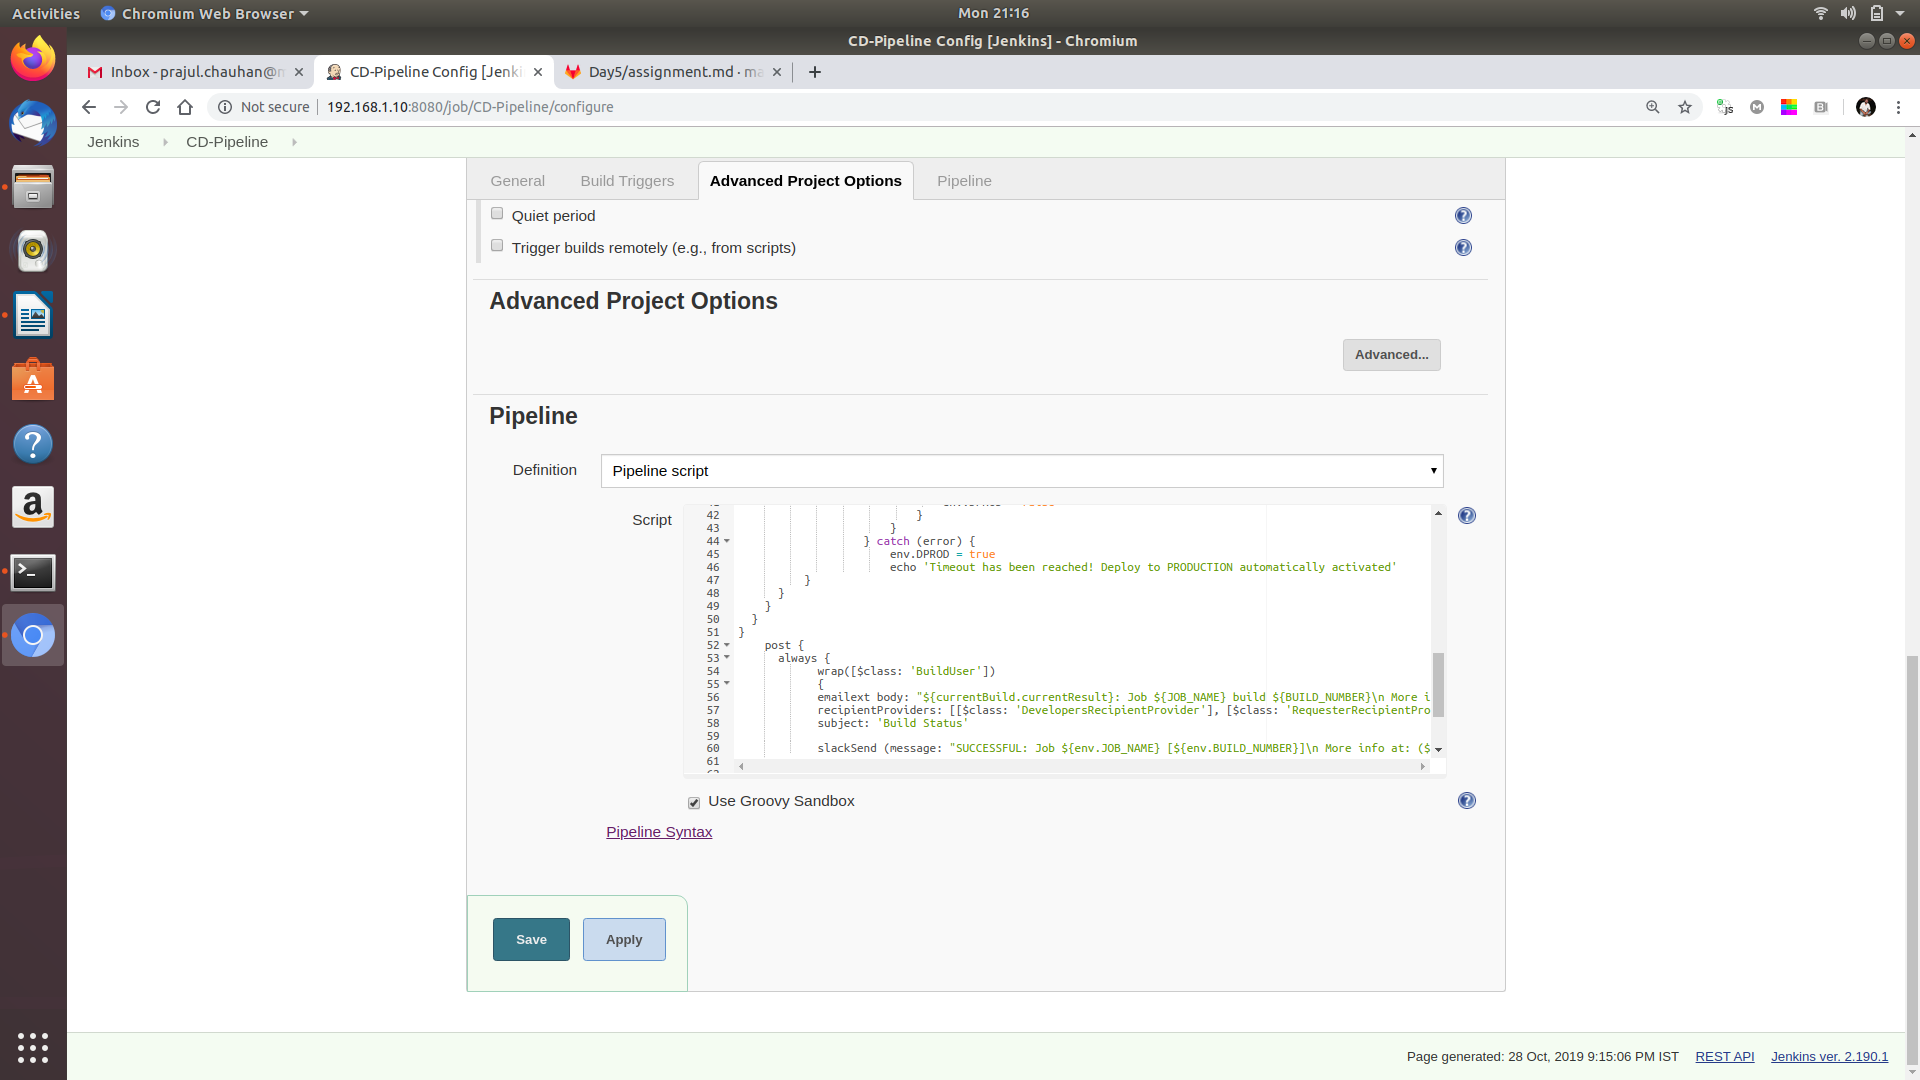 Activities Chromium Web Browser Mon 21:16
CD-Pipeline Config [Jenkins] - Chromium
Inbox - prajul.chauhan@m CD-Pipeline Config [Jenki Day5/assignment.md · ma
Not secure 192.168.1.10:8080/job/CD-Pipeline/configure
Jenkins CD-Pipeline
General Build Triggers Advanced Project Options Pipeline
Quiet period
Trigger builds remotely (e.g., from scripts)
Advanced Project Options
Advanced...
Pipeline
Definition Pipeline script
Script
42 }
43 }
44 } catch (error) {
45 env.DPROD = true
46 echo 'Timeout has been reached! Deploy to PRODUCTION automatically activated'
47 }
48 }
49 }
50 }
51 }
52 post {
53 always {
54 wrap([$class: 'BuildUser'])
55 {
56 emailext body: "${currentBuild.currentResult}: Job ${JOB_NAME} build ${BUILD_NUMBER}\n More i
57 recipientProviders: [[$class: 'DevelopersRecipientProvider'], [$class: 'RequesterRecipientPro
58 subject: 'Build Status'
59
60 slackSend (message: "SUCCESSFUL: Job ${env.JOB_NAME} [${env.BUILD_NUMBER}]\n More info at: ($
61
Use Groovy Sandbox
Pipeline Syntax
Save Apply
Page generated: 28 Oct, 2019 9:15:06 PM IST REST API Jenkins ver. 2.190.1